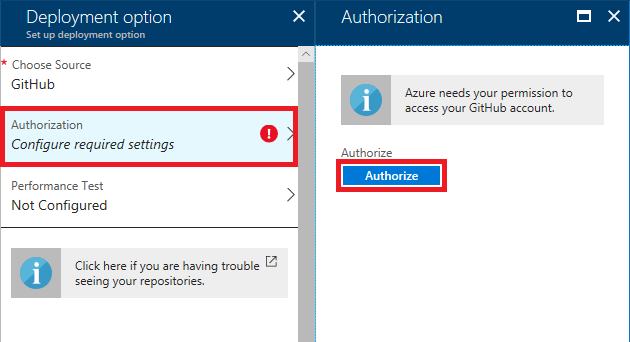 Deployment option
Set up deployment option
* Choose Source
GitHub
Authorization
Configure required settings
!
Performance Test
Not Configured
i
Click here if you are having trouble
seeing your repositories.
Authorization
i
Azure needs your permission to
access your GitHub account.
Authorize
Authorize